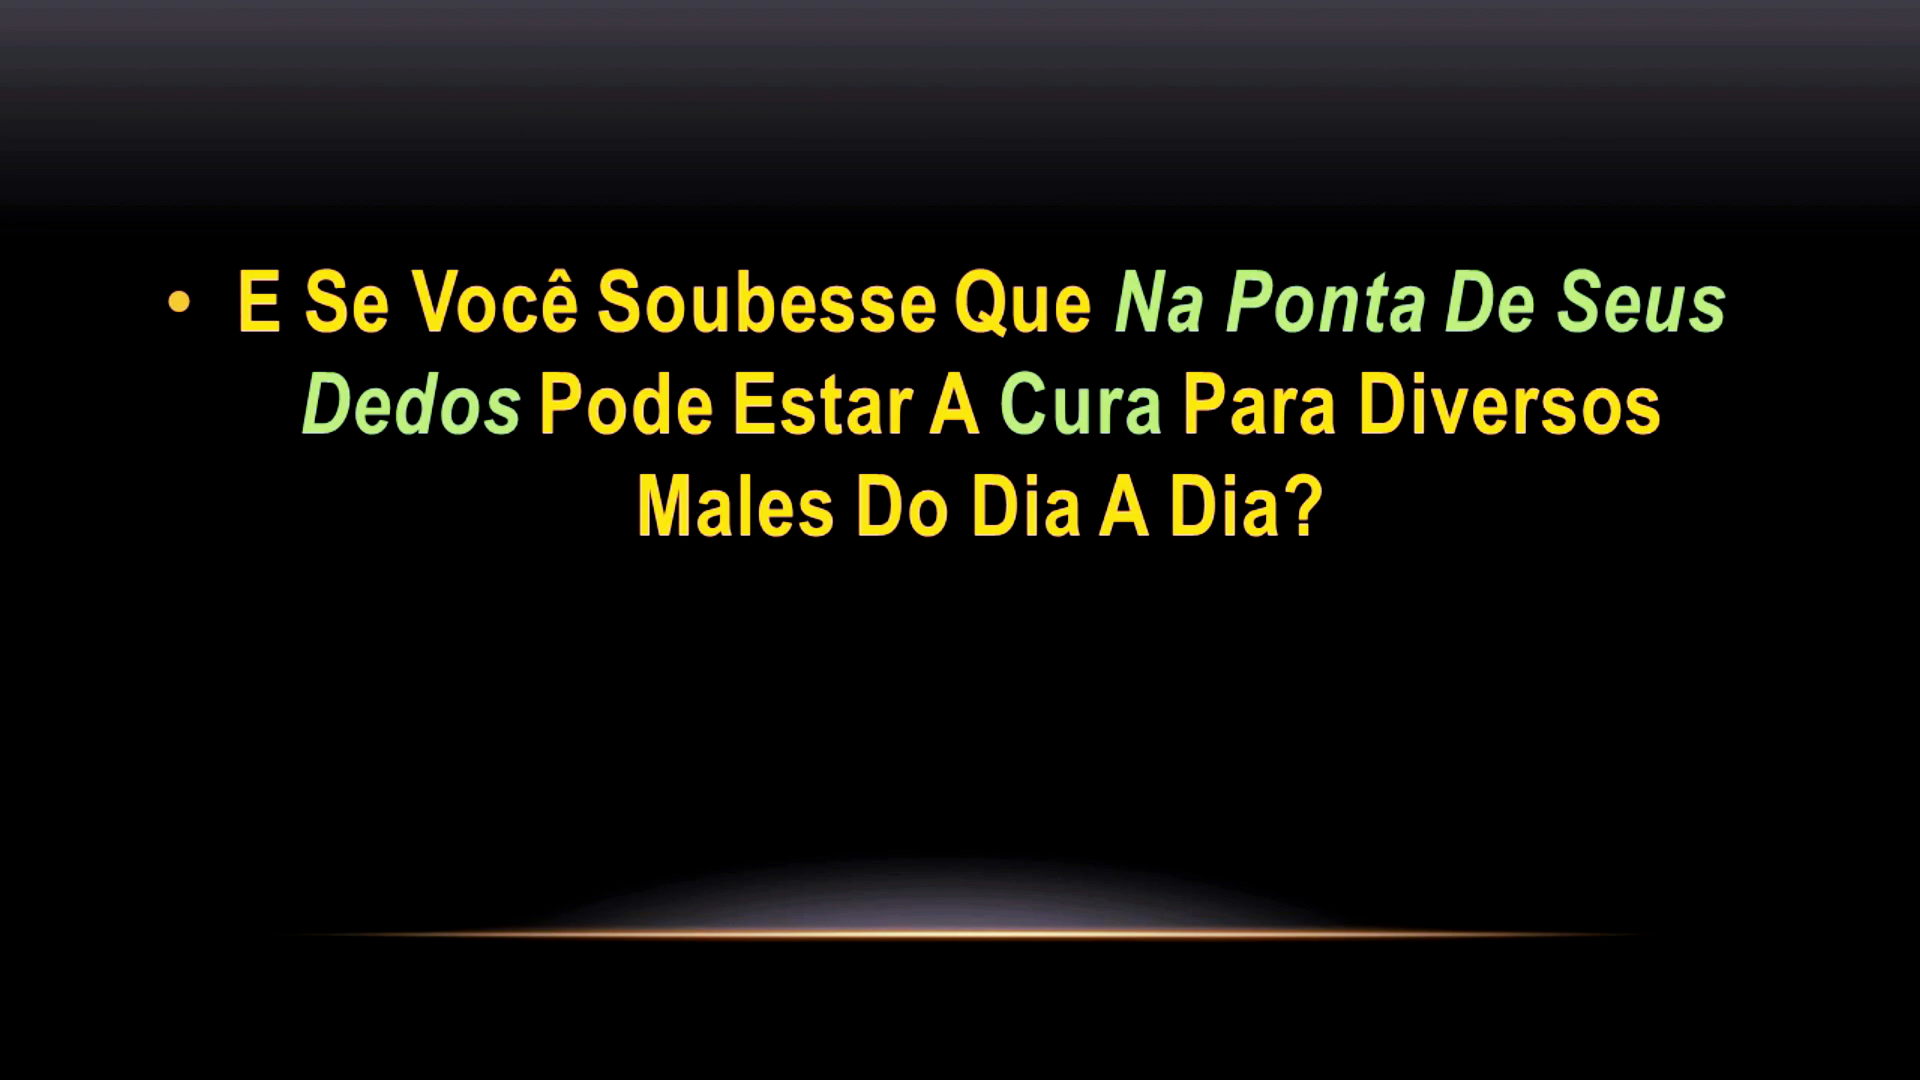 • E Se Você Soubesse Que Na Ponta De Seus
Dedos Pode Estar A Cura Para Diversos
Males Do Dia A Dia?